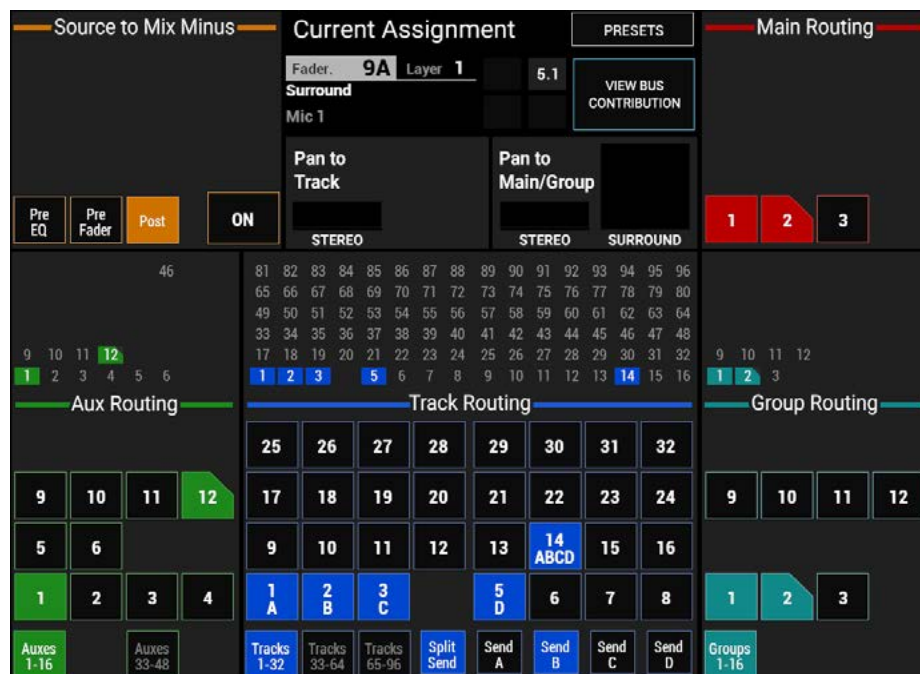 Source to Mix Minus
Current Assignment
PRESETS
Main Routing
Fader. 9A Layer 1
5.1
VIEW BUS
CONTRIBUTION
Surround
Mic 1
Pan to
Track
Pan to
Main/Group
Pre
EQ
Pre
Fader
Post
ON
STEREO
STEREO
SURROUND
1 2 3
46
9 10 11 12
1 2 3 4 5 6
81 82 83 84 85 86 87 88 89 90 91 92 93 94 95 96
65 66 67 68 69 70 71 72 73 74 75 76 77 78 79 80
49 50 51 52 53 54 55 56 57 58 59 60 61 62 63 64
33 34 35 36 37 38 39 40 41 42 43 44 45 46 47 48
17 18 19 20 21 22 23 24 25 26 27 28 29 30 31 32
1 2 3 5 6 7 8 9 10 11 12 13 14 15 16
9 10 11 12
1 2 3
Aux Routing
9 10 11 12
5 6
1 2 3 4
Auxes
1-16
Auxes
33-48
Track Routing
25 26 27 28 29 30 31 32
17 18 19 20 21 22 23 24
9 10 11 12 13 14 15 16
ABCD
1 2 3 5 6 7 8
A B C D
Tracks
1-32
Tracks
33-64
Tracks
65-96
Split
Send
Send
A
Send
B
Send
C
Send
D
Group Routing
9 10 11 12
1 2 3
Groups
1-16